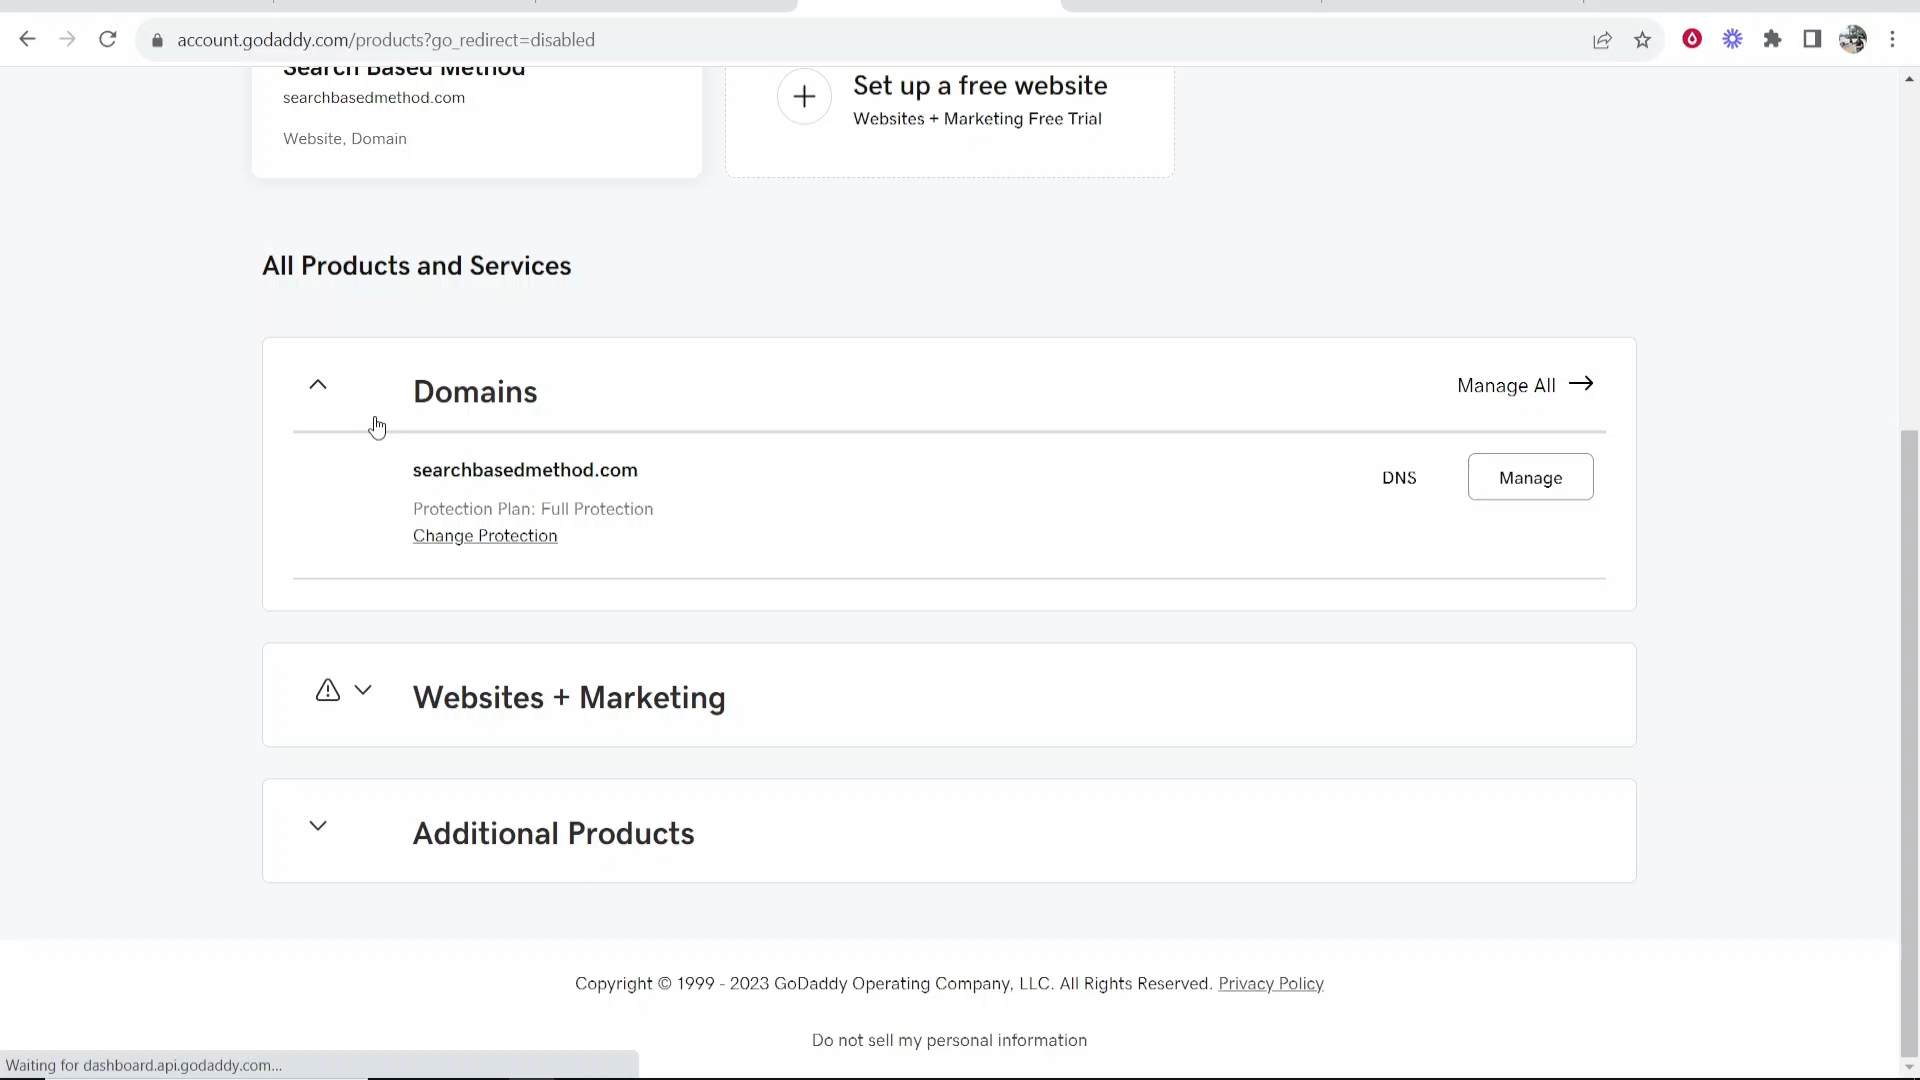 account.godaddy.com/products?go_redirect=disabled
Search Based Method
searchbasedmethod.com
Website, Domain
Set up a free website
Websites + Marketing Free Trial
All Products and Services
Domains
Manage All
searchbasedmethod.com
DNS
Manage
Protection Plan: Full Protection
Change Protection
Websites + Marketing
Additional Products
Copyright © 1999 - 2023 GoDaddy Operating Company, LLC. All Rights Reserved. Privacy Policy
Do not sell my personal information
Waiting for dashboard.api.godaddy.com...